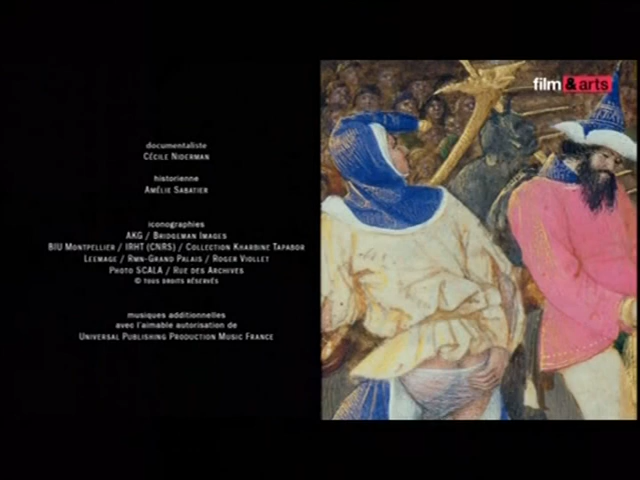 film&arts
documentaliste
CÉCILE NIDERMAN
historienne
AMÉLIE SABATIER
iconographies
AKG / BRIDGEMAN IMAGES
BIU MONTPELLIER / IRHT (CNRS) / COLLECTION KHARBINE TAPABOR
LEEMAGE / RMN-GRAND PALAIS / ROGER VIOLLET
PHOTO SCALA / RUE DES ARCHIVES
© TOUS DROITS RÉSERVÉS
musiques additionnelles
avec l'aimable autorisation de
UNIVERSAL PUBLISHING PRODUCTION MUSIC FRANCE